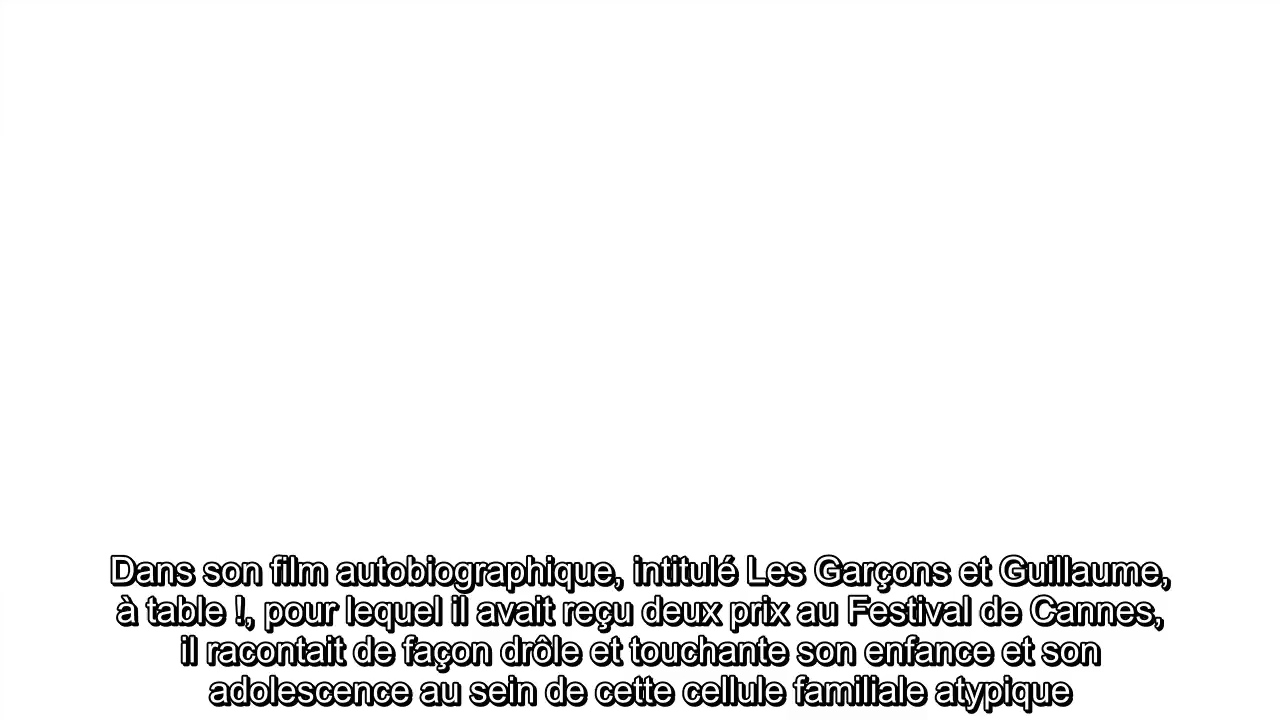 Dans son film autobiographique, intitulé Les Garçons et Guillaume,
à table !, pour lequel il avait reçu deux prix au Festival de Cannes,
il racontait de façon drôle et touchante son enfance et son
adolescence au sein de cette cellule familiale atypique